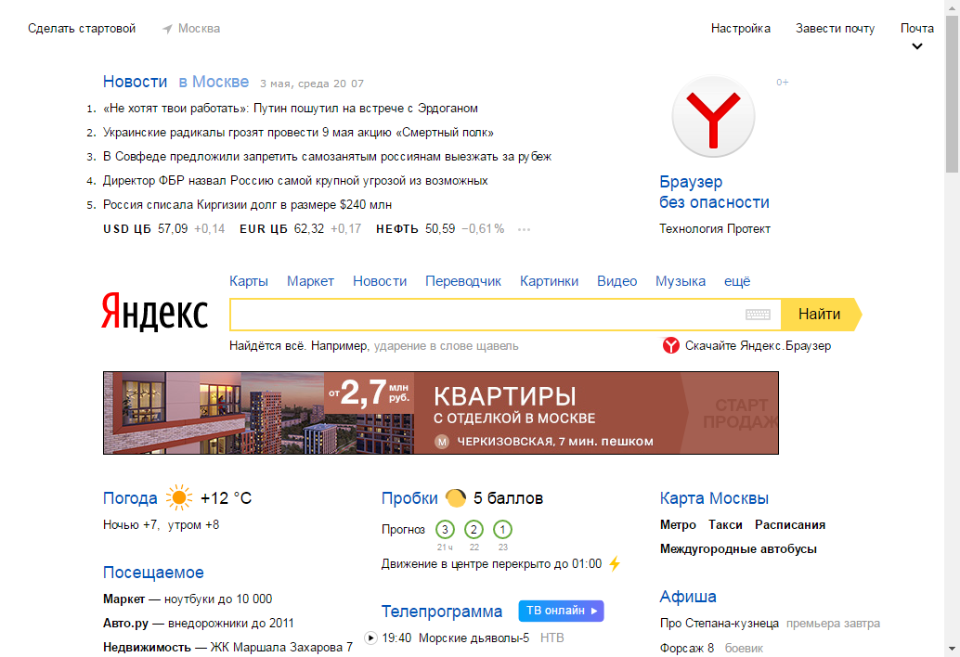 Сделать стартовой Москва Настройка Завести почту Почта
Новости в Москве 3 мая, среда 20 07
1. «Не хотят твои работать»: Путин пошутил на встрече с Эрдоганом
2. Украинские радикалы грозят провести 9 мая акцию «Смертный полк»
3. В Совфеде предложили запретить самозанятым россиянам выезжать за рубеж
4. Директор ФБР назвал Россию самой крупной угрозой из возможных
5. Россия списала Киргизии долг в размере $240 млн
USD ЦБ 57,09 +0,14 EUR ЦБ 62,32 +0,17 НЕФТЬ 50,59 −0,61% ···
0+
Браузер
без опасности
Технология Протект
Карты Маркет Новости Переводчик Картинки Видео Музыка ещё
Яндекс Найти
Найдётся всё. Например, ударение в слове щавель Скачайте Яндекс.Браузер
от 2,7 млн руб.
КВАРТИРЫ
С ОТДЕЛКОЙ В МОСКВЕ
М ЧЕРКИЗОВСКАЯ, 7 мин. пешком
СТАРТ
ПРОДАЖ
Погода +12 °C
Ночью +7, утром +8
Посещаемое
Маркет — ноутбуки до 10 000
Авто.ру — внедорожники до 2011
Недвижимость — ЖК Маршала Захарова 7
Пробки 5 баллов
Прогноз 3 2 1
21 ч 22 23
Движение в центре перекрыто до 01:00
Телепрограмма ТВ онлайн
19:40 Морские дьяволы-5 НТВ
Карта Москвы
Метро Такси Расписания
Междугородные автобусы
Афиша
Про Степана-кузнеца премьера завтра
Форсаж 8 боевик